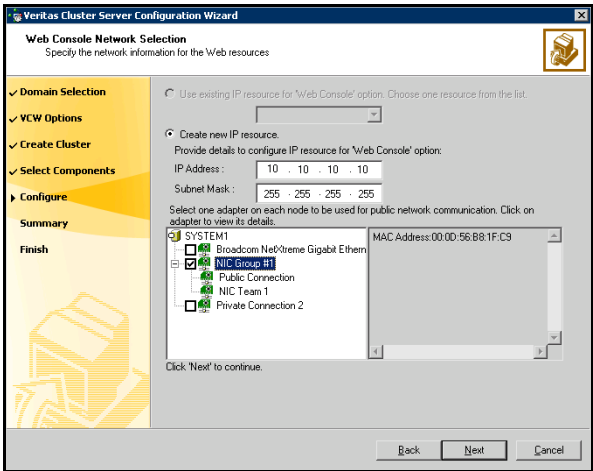 Veritas Cluster Server Configuration Wizard
Web Console Network Selection
Specify the network information for the Web resources
Domain Selection
VCW Options
Create Cluster
Select Components
Configure
Summary
Finish
Use existing IP resource for 'Web Console' option. Choose one resource from the list.
Create new IP resource.
Provide details to configure IP resource for 'Web Console' option:
IP Address : 10 . 10 . 10 . 10
Subnet Mask : 255 . 255 . 255 . 255
Select one adapter on each node to be used for public network communication. Click on
adapter to view its details.
SYSTEM1
Broadcom NetXtreme Gigabit Ethern
NIC Group #1
Public Connection
NIC Team 1
Private Connection 2
MAC Address:00:0D:56:B8:1F:C9
Click 'Next' to continue.
Back Next Cancel